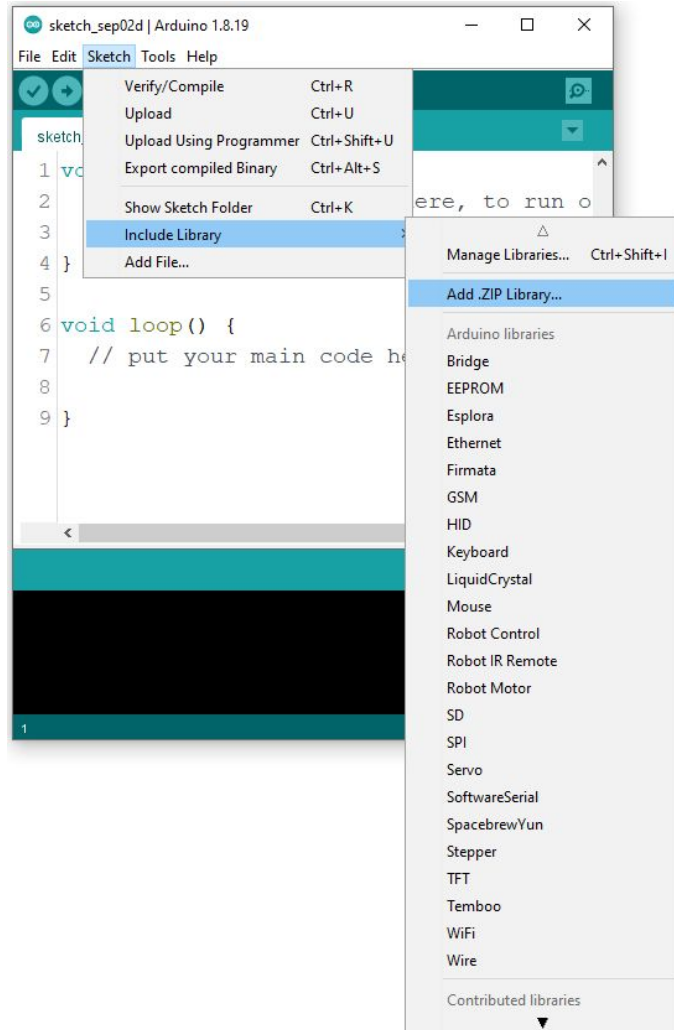 sketch_sep02d | Arduino 1.8.19
File Edit Sketch Tools Help
Verify/Compile Ctrl+R
Upload Ctrl+U
Upload Using Programmer Ctrl+Shift+U
Export compiled Binary Ctrl+Alt+S
Show Sketch Folder Ctrl+K
Include Library
Add File...
sketch_
1 vo
2 ere, to run o
3
4 }
5
6 void loop() {
7 // put your main code he
8
9 }
1
Manage Libraries... Ctrl+Shift+I
Add .ZIP Library...
Arduino libraries
Bridge
EEPROM
Esplora
Ethernet
Firmata
GSM
HID
Keyboard
LiquidCrystal
Mouse
Robot Control
Robot IR Remote
Robot Motor
SD
SPI
Servo
SoftwareSerial
SpacebrewYun
Stepper
TFT
Temboo
WiFi
Wire
Contributed libraries